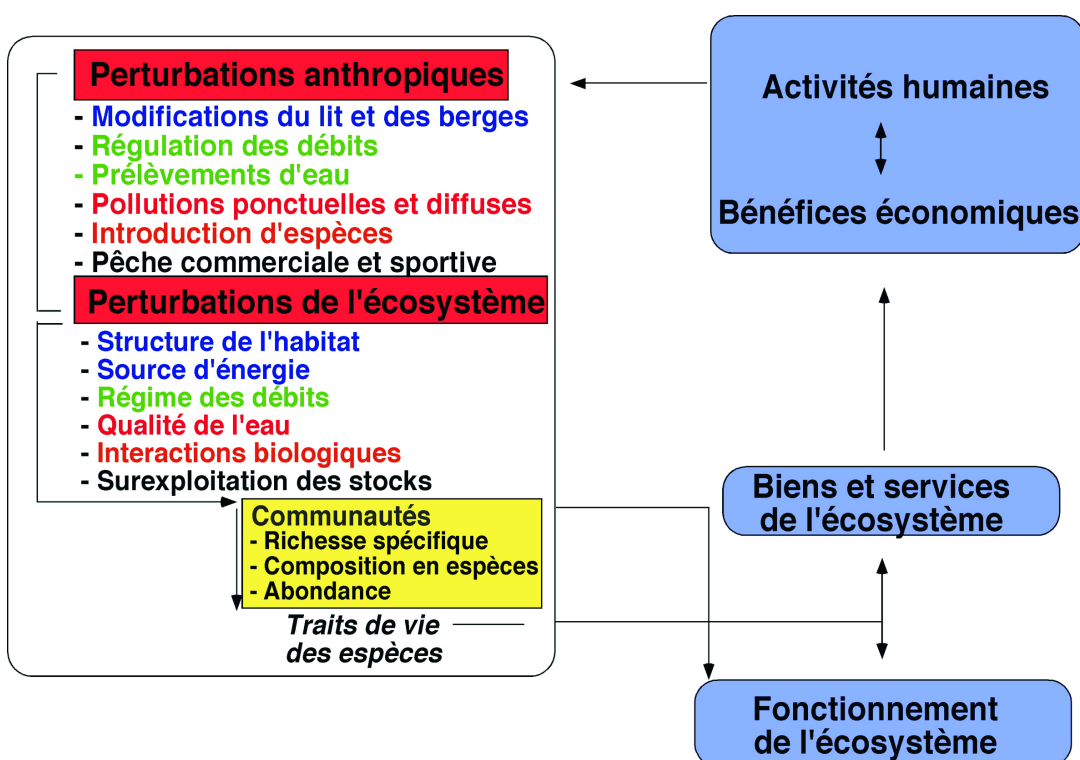 Perturbations anthropiques
- Modifications du lit et des berges
- Régulation des débits
- Prélèvements d'eau
- Pollutions ponctuelles et diffuses
- Introduction d'espèces
- Pêche commerciale et sportive
Perturbations de l'écosystème
- Structure de l'habitat
- Source d'énergie
- Régime des débits
- Qualité de l'eau
- Interactions biologiques
- Surexploitation des stocks
Communautés
- Richesse spécifique
- Composition en espèces
- Abondance
Traits de vie
des espèces
Activités humaines
Bénéfices économiques
Biens et services
de l'écosystème
Fonctionnement
de l'écosystème